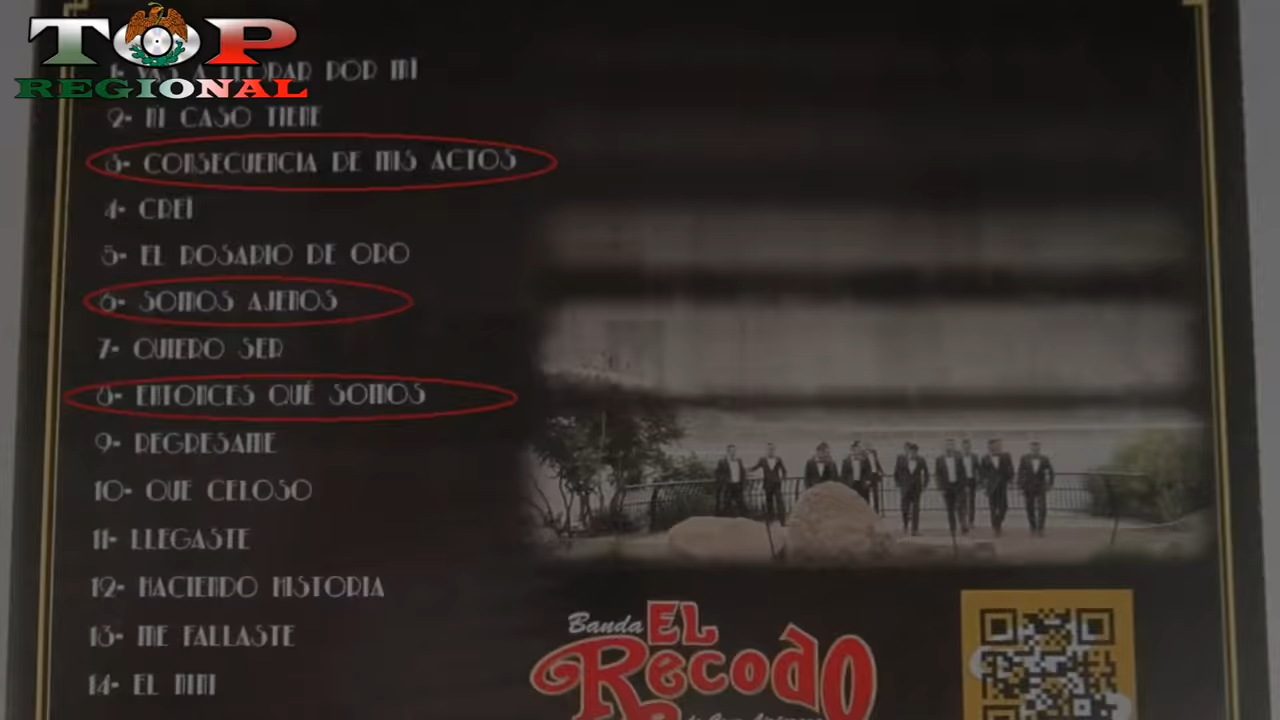 TOP
REGIONAL
1- VAS A LLORAR POR MÍ
2- NI CASO TIENE
3- CONSECUENCIA DE MIS ACTOS
4- CREÍ
5- EL ROSARIO DE ORO
6- SOMOS AJENOS
7- QUIERO SER
8- ENTONCES QUÉ SOMOS
9- REGRESAME
10- QUE CELOSO
11- LLEGASTE
12- HACIENDO HISTORIA
13- ME FALLASTE
14- EL NINI
Banda EL
Recodo